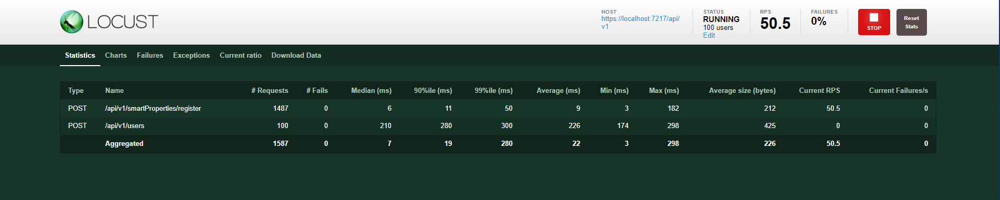 LOCUST
HOST
https://localhost:7217/api/
v1
STATUS
RUNNING
100 users
Edit
RPS
50.5
FAILURES
0%
STOP
Reset
Stats
Statistics Charts Failures Exceptions Current ratio Download Data
Type Name # Requests # Fails Median (ms) 90%ile (ms) 99%ile (ms) Average (ms) Min (ms) Max (ms) Average size (bytes) Current RPS Current Failures/s
POST /api/v1/smartProperties/register 1487 0 6 11 50 9 3 182 212 50.5 0
POST /api/v1/users 100 0 210 280 300 226 174 298 425 0 0
Aggregated 1587 0 7 19 280 22 3 298 226 50.5 0